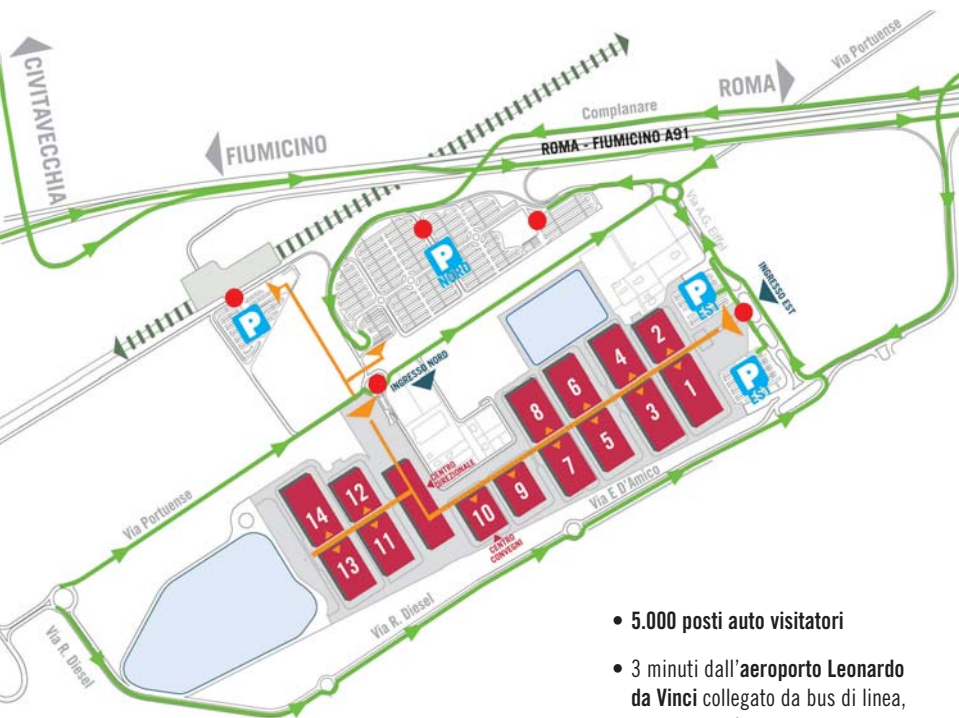 CIVITAVECCHIA
FIUMICINO
ROMA
Via Portuense
Complanare
ROMA - FIUMICINO A91
Via A.G. Eiffel
P
NORD
P
INGRESSO EST
P
EST
P
EST
INGRESSO NORD
2
4
1
6
3
8
5
7
9
10
CENTRO
DIREZIONALE
CENTRO
CONVEGNI
12
14
11
13
Via Portuense
Via E D'Amico
Via R. Diesel
Via R. Diesel
• 5.000 posti auto visitatori
• 3 minuti dall'aeroporto Leonardo
da Vinci collegato da bus di linea,